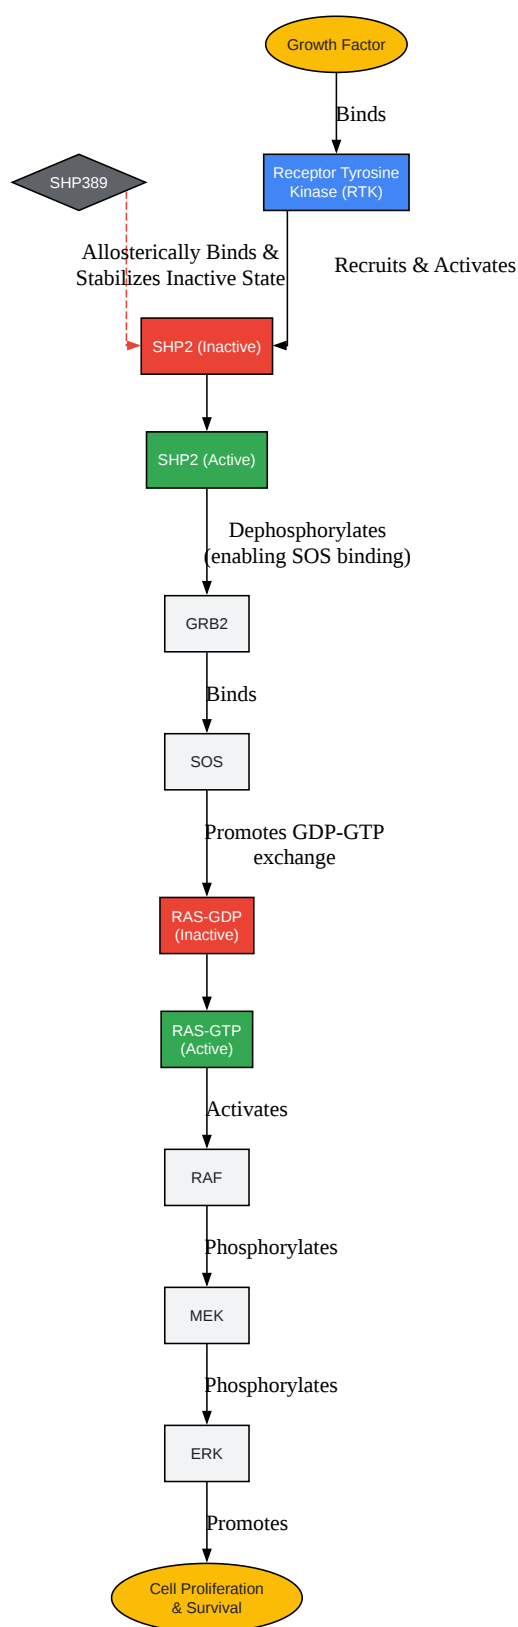 Growth Factor
Binds
SHP389
Receptor Tyrosine
Kinase (RTK)
Allosterically Binds &
Stabilizes Inactive State
Recruits & Activates
SHP2 (Inactive)
SHP2 (Active)
Dephosphorylates
(enabling SOS binding)
GRB2
Binds
SOS
Promotes GDP-GTP
exchange
RAS-GDP
(Inactive)
RAS-GTP
(Active)
Activates
RAF
Phosphorylates
MEK
Phosphorylates
ERK
Promotes
Cell Proliferation
& Survival